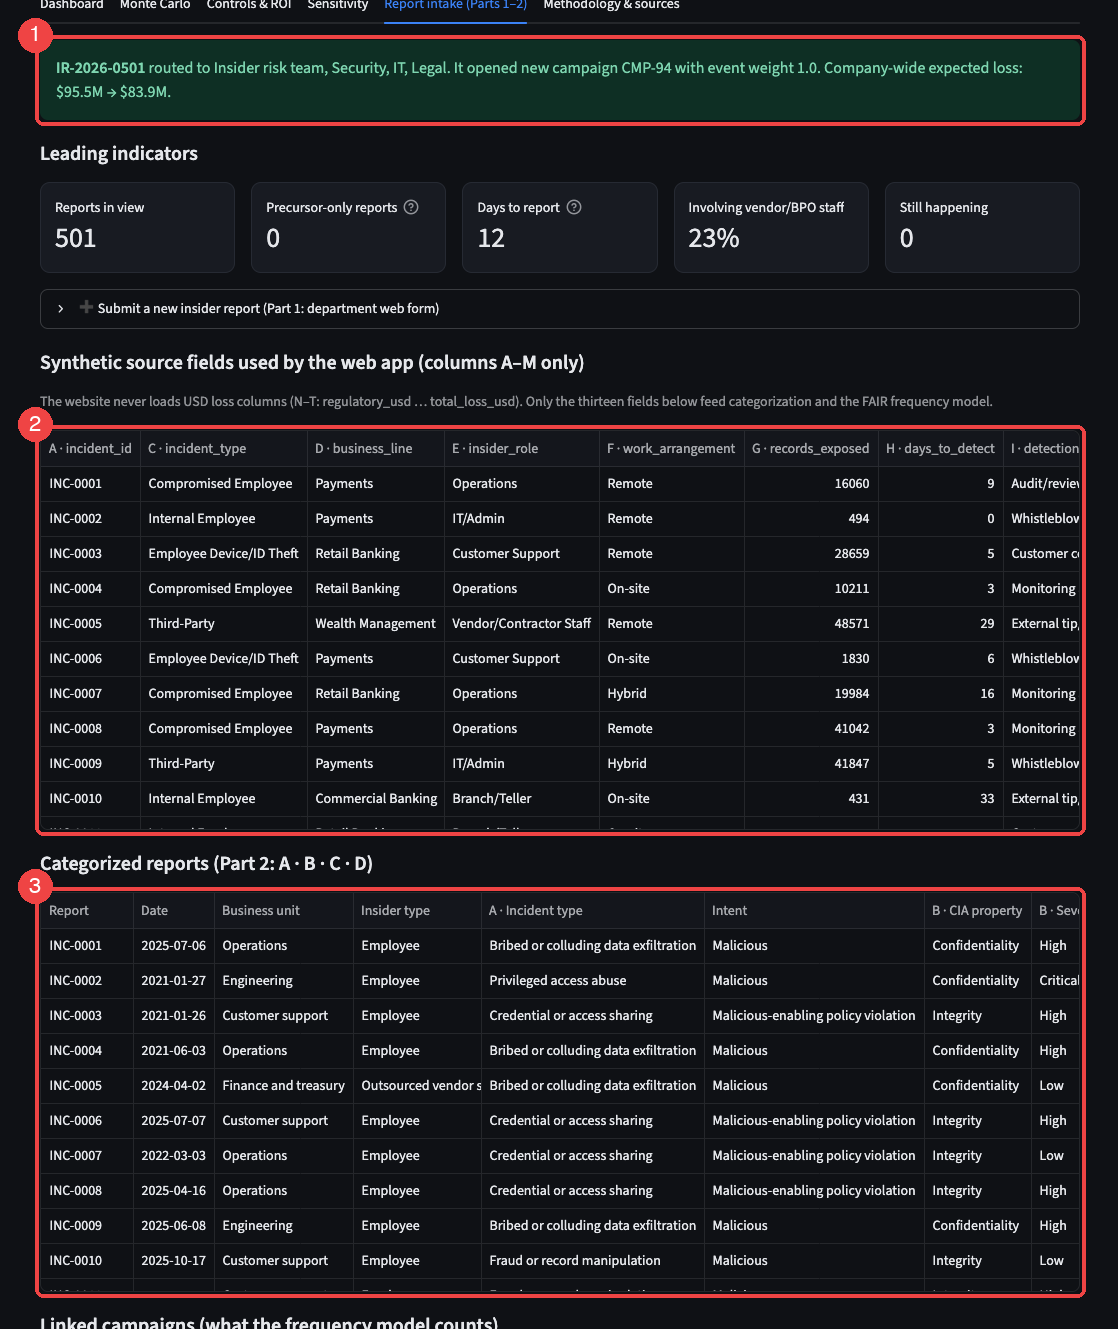 Dashboard Monte Carlo Controls & ROI Sensitivity Report intake (Parts 1–2) Methodology & sources
1
IR-2026-0501 routed to Insider risk team, Security, IT, Legal. It opened new campaign CMP-94 with event weight 1.0. Company-wide expected loss:
$95.5M → $83.9M.
Leading indicators
Reports in view Precursor-only reports Days to report Involving vendor/BPO staff Still happening
501 0 12 23% 0
Submit a new insider report (Part 1: department web form)
Synthetic source fields used by the web app (columns A–M only)
The website never loads USD loss columns (N–T: regulatory_usd … total_loss_usd). Only the thirteen fields below feed categorization and the FAIR frequency model.
2
A · incident_id C · incident_type D · business_line E · insider_role F · work_arrangement G · records_exposed H · days_to_detect I · detection
INC-0001 Compromised Employee Payments Operations Remote 16060 9 Audit/review
INC-0002 Internal Employee Payments IT/Admin Remote 494 0 Whistleblow
INC-0003 Employee Device/ID Theft Retail Banking Customer Support Remote 28659 5 Customer c
INC-0004 Compromised Employee Retail Banking Operations On-site 10211 3 Monitoring
INC-0005 Third-Party Wealth Management Vendor/Contractor Staff Remote 48571 29 External tip,
INC-0006 Employee Device/ID Theft Payments Customer Support On-site 1830 6 Whistleblow
INC-0007 Compromised Employee Retail Banking Operations Hybrid 19984 16 Monitoring
INC-0008 Compromised Employee Payments Operations Remote 41042 3 Monitoring
INC-0009 Third-Party Payments IT/Admin Hybrid 41847 5 Whistleblow
INC-0010 Internal Employee Commercial Banking Branch/Teller On-site 431 33 External tip,
Categorized reports (Part 2: A · B · C · D)
3
Report Date Business unit Insider type A · Incident type Intent B · CIA property B · Seve
INC-0001 2025-07-06 Operations Employee Bribed or colluding data exfiltration Malicious Confidentiality High
INC-0002 2021-01-27 Engineering Employee Privileged access abuse Malicious Confidentiality Critical
INC-0003 2021-01-26 Customer support Employee Credential or access sharing Malicious-enabling policy violation Integrity High
INC-0004 2021-06-03 Operations Employee Bribed or colluding data exfiltration Malicious Confidentiality High
INC-0005 2024-04-02 Finance and treasury Outsourced vendor s Bribed or colluding data exfiltration Malicious Confidentiality Low
INC-0006 2025-07-07 Customer support Employee Credential or access sharing Malicious-enabling policy violation Integrity High
INC-0007 2022-03-03 Operations Employee Credential or access sharing Malicious-enabling policy violation Integrity Low
INC-0008 2025-04-16 Operations Employee Credential or access sharing Malicious-enabling policy violation Integrity High
INC-0009 2025-06-08 Engineering Employee Bribed or colluding data exfiltration Malicious Confidentiality High
INC-0010 2025-10-17 Customer support Employee Fraud or record manipulation Malicious Integrity Low
Linked campaigns (what the frequency model counts)